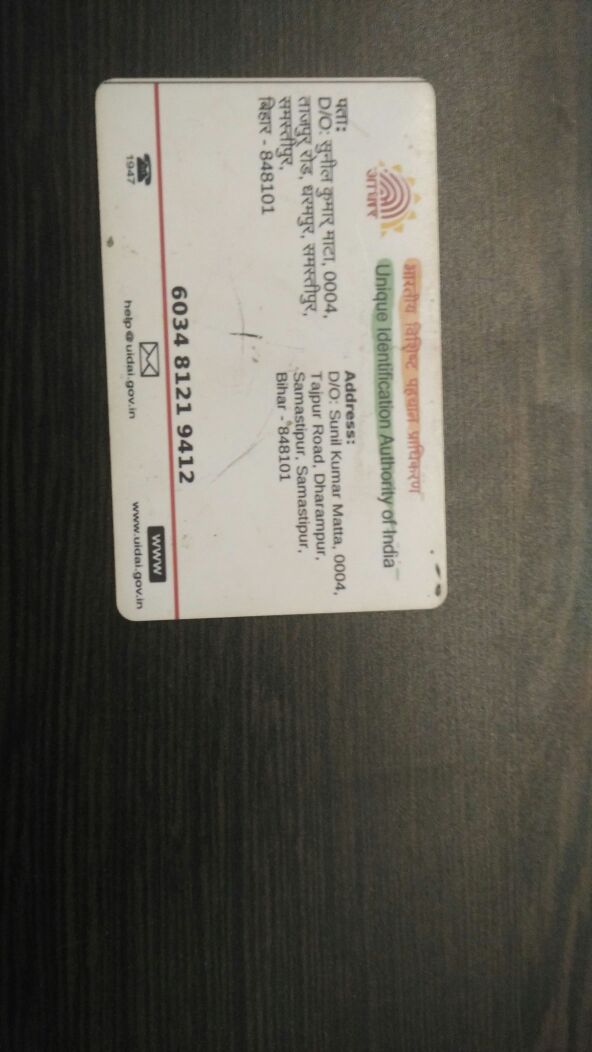 आधार
भारतीय विशिष्ट पहचान प्राधिकरण
Unique Identification Authority of India
पता:
D/O: सुनील कुमार माटा, 0004,
ताजपुर रोड, धरमपुर, समस्तीपुर,
समस्तीपुर,
बिहार - 848101
Address:
D/O: Sunil Kumar Matta, 0004,
Tajpur Road, Dharampur,
Samastipur, Samastipur,
Bihar - 848101
6034 8121 9412
1947
help@uidai.gov.in
www
www.uidai.gov.in